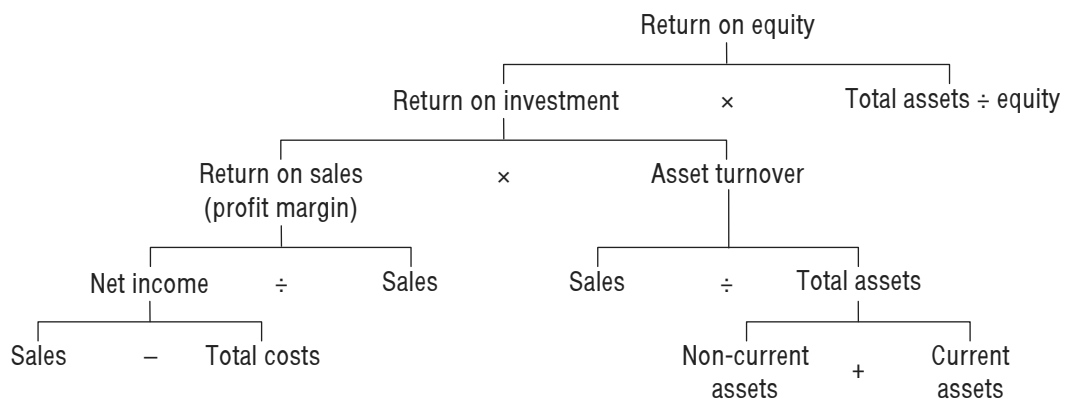 Return on equity
Return on investment × Total assets ÷ equity
Return on sales × Asset turnover
(profit margin)
Net income ÷ Sales Sales ÷ Total assets
Sales – Total costs Non-current + Current
assets assets